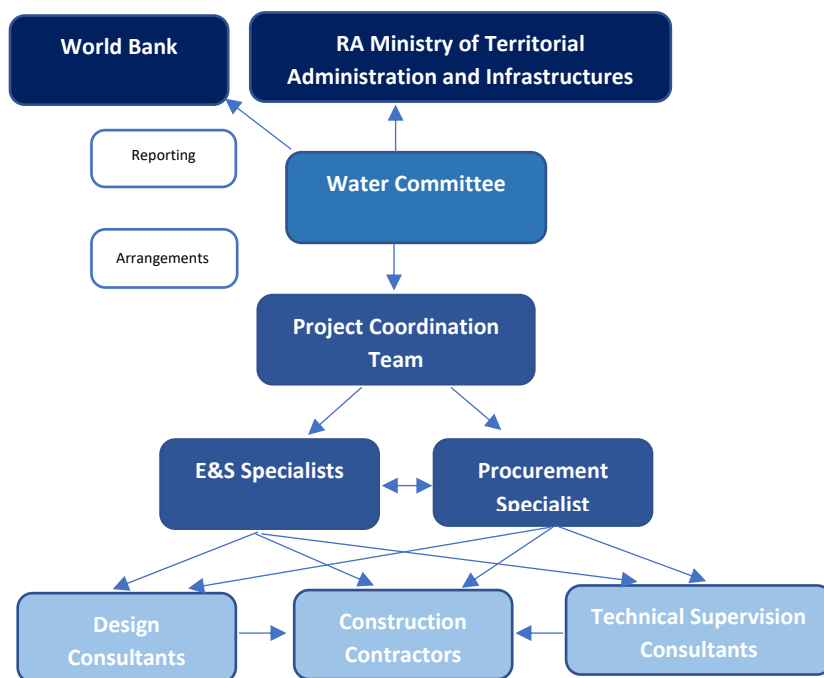 World Bank
RA Ministry of Territorial
Administration and Infrastructures
Reporting
Water Committee
Arrangements
Project Coordination
Team
E&S Specialists
Procurement
Specialist
Design
Consultants
Construction
Contractors
Technical Supervision
Consultants